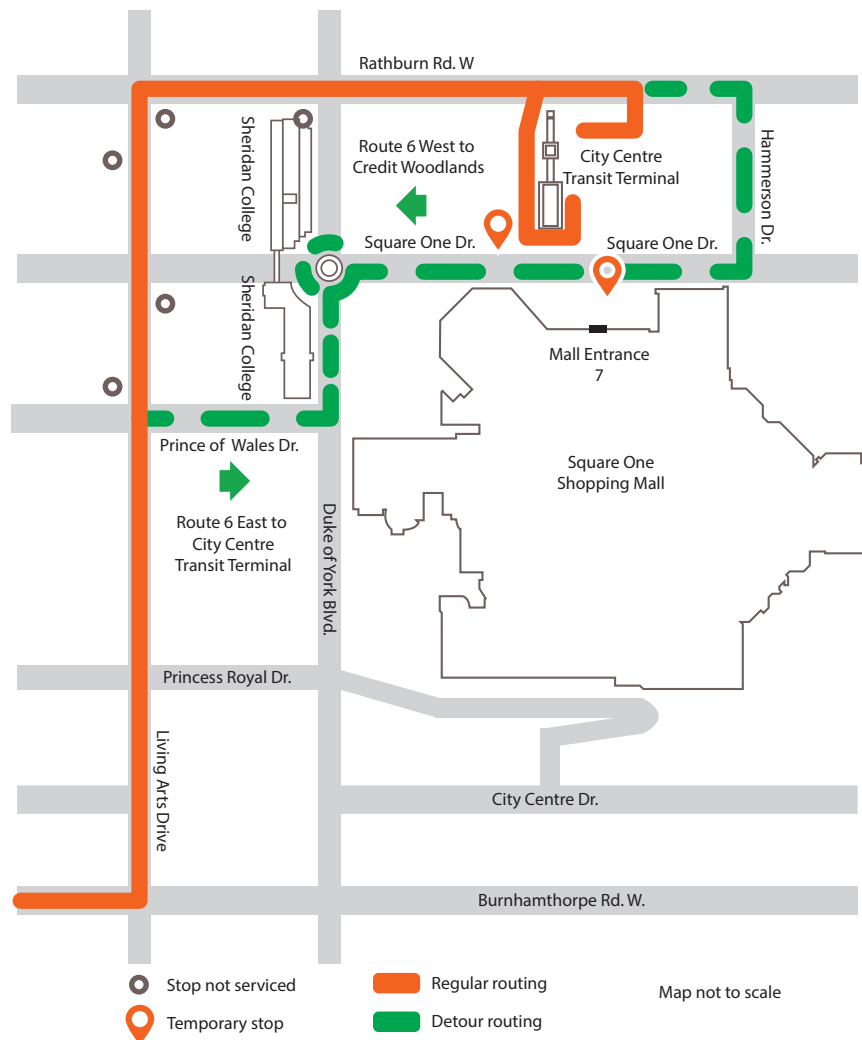 Rathburn Rd. W
Sheridan College
Route 6 West to
Credit Woodlands
City Centre
Transit Terminal
Hammerson Dr.
Square One Dr.
Square One Dr.
Sheridan College
Mall Entrance
7
Prince of Wales Dr.
Square One
Shopping Mall
Route 6 East to
City Centre
Transit Terminal
Duke of York Blvd.
Princess Royal Dr.
Living Arts Drive
City Centre Dr.
Burnhamthorpe Rd. W.
Stop not serviced
Regular routing
Map not to scale
Temporary stop
Detour routing